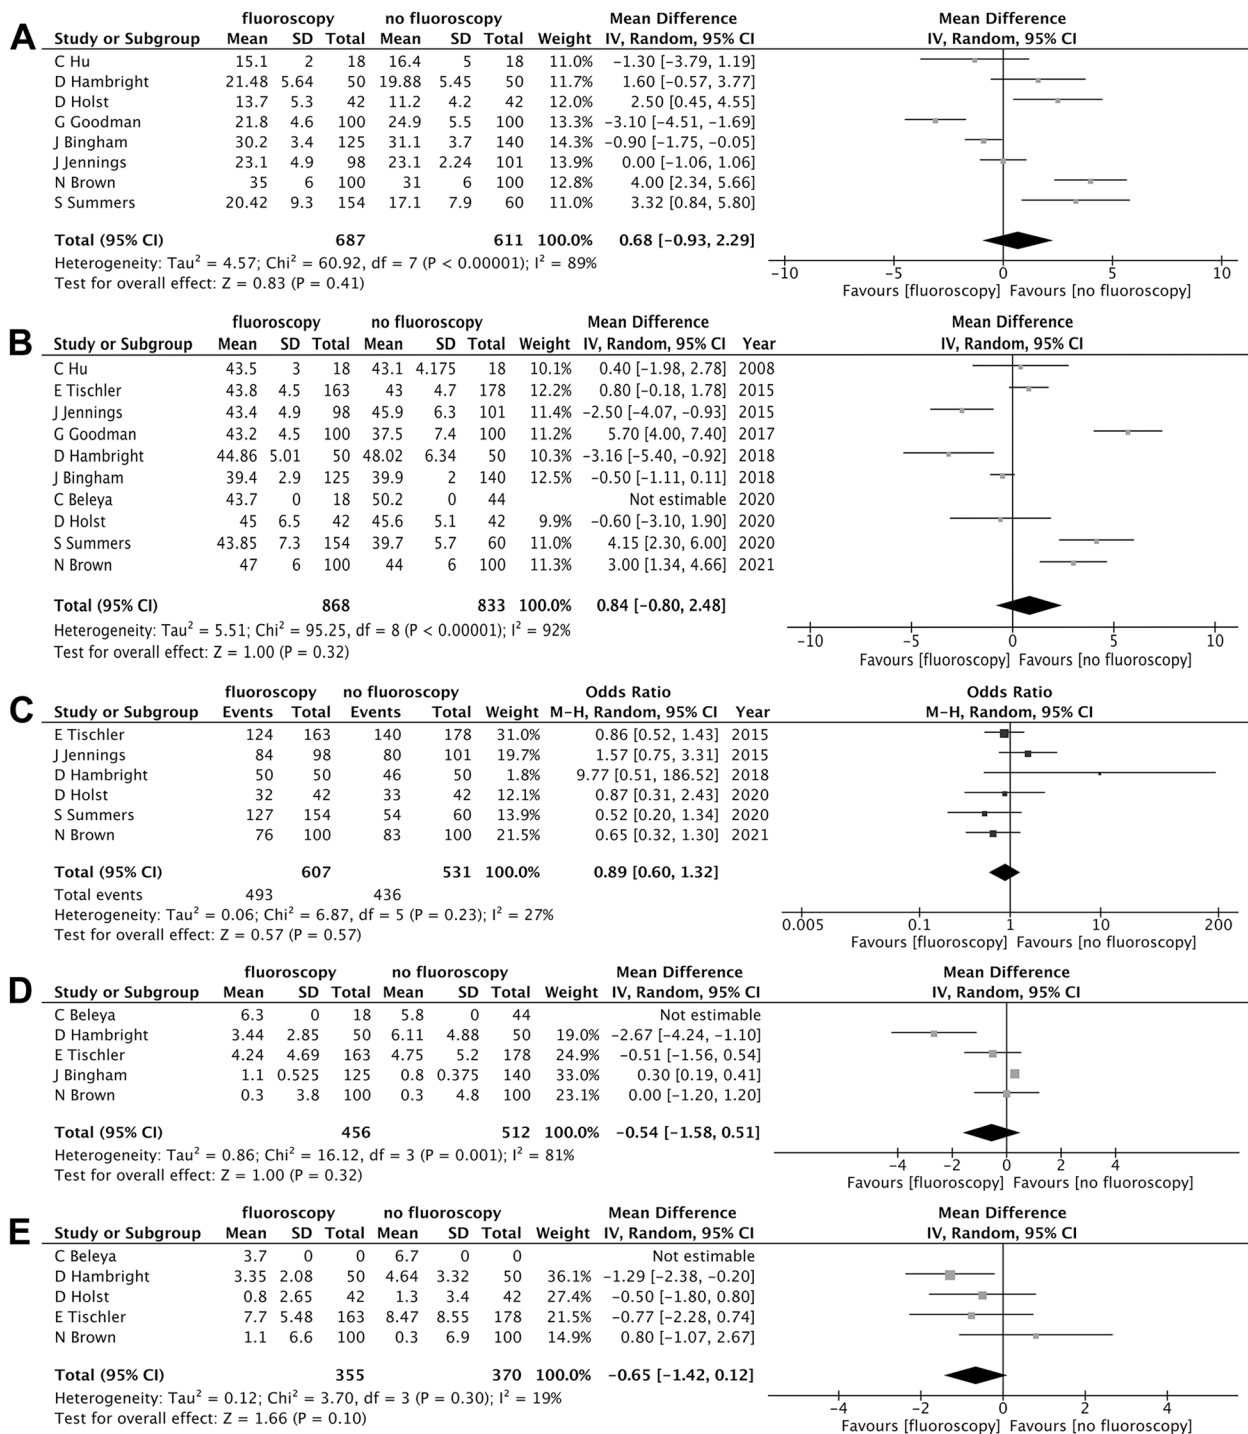 A
fluoroscopy no fluoroscopy Mean Difference Mean Difference
Study or Subgroup Mean SD Total Mean SD Total Weight IV, Random, 95% CI IV, Random, 95% CI
C Hu 15.1 2 18 16.4 5 18 11.0% −1.30 [−3.79, 1.19]
D Hambright 21.48 5.64 50 19.88 5.45 50 11.7% 1.60 [−0.57, 3.77]
D Holst 13.7 5.3 42 11.2 4.2 42 12.0% 2.50 [0.45, 4.55]
G Goodman 21.8 4.6 100 24.9 5.5 100 13.3% −3.10 [−4.51, −1.69]
J Bingham 30.2 3.4 125 31.1 3.7 140 14.3% −0.90 [−1.75, −0.05]
J Jennings 23.1 4.9 98 23.1 2.24 101 13.9% 0.00 [−1.06, 1.06]
N Brown 35 6 100 31 6 100 12.8% 4.00 [2.34, 5.66]
S Summers 20.42 9.3 154 17.1 7.9 60 11.0% 3.32 [0.84, 5.80]
Total (95% CI) 687 611 100.0% 0.68 [−0.93, 2.29]
Heterogeneity: Tau² = 4.57; Chi² = 60.92, df = 7 (P < 0.00001); I² = 89%
Test for overall effect: Z = 0.83 (P = 0.41)
−10 −5 0 5 10
Favours [fluoroscopy] Favours [no fluoroscopy]
B
fluoroscopy no fluoroscopy Mean Difference Mean Difference
Study or Subgroup Mean SD Total Mean SD Total Weight IV, Random, 95% CI Year IV, Random, 95% CI
C Hu 43.5 3 18 43.1 4.175 18 10.1% 0.40 [−1.98, 2.78] 2008
E Tischler 43.8 4.5 163 43 4.7 178 12.2% 0.80 [−0.18, 1.78] 2015
J Jennings 43.4 4.9 98 45.9 6.3 101 11.4% −2.50 [−4.07, −0.93] 2015
G Goodman 43.2 4.5 100 37.5 7.4 100 11.2% 5.70 [4.00, 7.40] 2017
D Hambright 44.86 5.01 50 48.02 6.34 50 10.3% −3.16 [−5.40, −0.92] 2018
J Bingham 39.4 2.9 125 39.9 2 140 12.5% −0.50 [−1.11, 0.11] 2018
C Beleya 43.7 0 18 50.2 0 44 Not estimable 2020
D Holst 45 6.5 42 45.6 5.1 42 9.9% −0.60 [−3.10, 1.90] 2020
S Summers 43.85 7.3 154 39.7 5.7 60 11.0% 4.15 [2.30, 6.00] 2020
N Brown 47 6 100 44 6 100 11.3% 3.00 [1.34, 4.66] 2021
Total (95% CI) 868 833 100.0% 0.84 [−0.80, 2.48]
Heterogeneity: Tau² = 5.51; Chi² = 95.25, df = 8 (P < 0.00001); I² = 92%
Test for overall effect: Z = 1.00 (P = 0.32)
−10 −5 0 5 10
Favours [fluoroscopy] Favours [no fluoroscopy]
C
fluoroscopy no fluoroscopy Odds Ratio Odds Ratio
Study or Subgroup Events Total Events Total Weight M−H, Random, 95% CI Year M−H, Random, 95% CI
E Tischler 124 163 140 178 31.0% 0.86 [0.52, 1.43] 2015
J Jennings 84 98 80 101 19.7% 1.57 [0.75, 3.31] 2015
D Hambright 50 50 46 50 1.8% 9.77 [0.51, 186.52] 2018
D Holst 32 42 33 42 12.1% 0.87 [0.31, 2.43] 2020
S Summers 127 154 54 60 13.9% 0.52 [0.20, 1.34] 2020
N Brown 76 100 83 100 21.5% 0.65 [0.32, 1.30] 2021
Total (95% CI) 607 531 100.0% 0.89 [0.60, 1.32]
Total events 493 436
Heterogeneity: Tau² = 0.06; Chi² = 6.87, df = 5 (P = 0.23); I² = 27%
Test for overall effect: Z = 0.57 (P = 0.57)
0.005 0.1 1 10 200
Favours [fluoroscopy] Favours [no fluoroscopy]
D
fluoroscopy no fluoroscopy Mean Difference Mean Difference
Study or Subgroup Mean SD Total Mean SD Total Weight IV, Random, 95% CI IV, Random, 95% CI
C Beleya 6.3 0 18 5.8 0 44 Not estimable
D Hambright 3.44 2.85 50 6.11 4.88 50 19.0% −2.67 [−4.24, −1.10]
E Tischler 4.24 4.69 163 4.75 5.2 178 24.9% −0.51 [−1.56, 0.54]
J Bingham 1.1 0.525 125 0.8 0.375 140 33.0% 0.30 [0.19, 0.41]
N Brown 0.3 3.8 100 0.3 4.8 100 23.1% 0.00 [−1.20, 1.20]
Total (95% CI) 456 512 100.0% −0.54 [−1.58, 0.51]
Heterogeneity: Tau² = 0.86; Chi² = 16.12, df = 3 (P = 0.001); I² = 81%
Test for overall effect: Z = 1.00 (P = 0.32)
−4 −2 0 2 4
Favours [fluoroscopy] Favours [no fluoroscopy]
E
fluoroscopy no fluoroscopy Mean Difference Mean Difference
Study or Subgroup Mean SD Total Mean SD Total Weight IV, Random, 95% CI IV, Random, 95% CI
C Beleya 3.7 0 0 6.7 0 0 Not estimable
D Hambright 3.35 2.08 50 4.64 3.32 50 36.1% −1.29 [−2.38, −0.20]
D Holst 0.8 2.65 42 1.3 3.4 42 27.4% −0.50 [−1.80, 0.80]
E Tischler 7.7 5.48 163 8.47 8.55 178 21.5% −0.77 [−2.28, 0.74]
N Brown 1.1 6.6 100 0.3 6.9 100 14.9% 0.80 [−1.07, 2.67]
Total (95% CI) 355 370 100.0% −0.65 [−1.42, 0.12]
Heterogeneity: Tau² = 0.12; Chi² = 3.70, df = 3 (P = 0.30); I² = 19%
Test for overall effect: Z = 1.66 (P = 0.10)
−4 −2 0 2 4
Favours [fluoroscopy] Favours [no fluoroscopy]